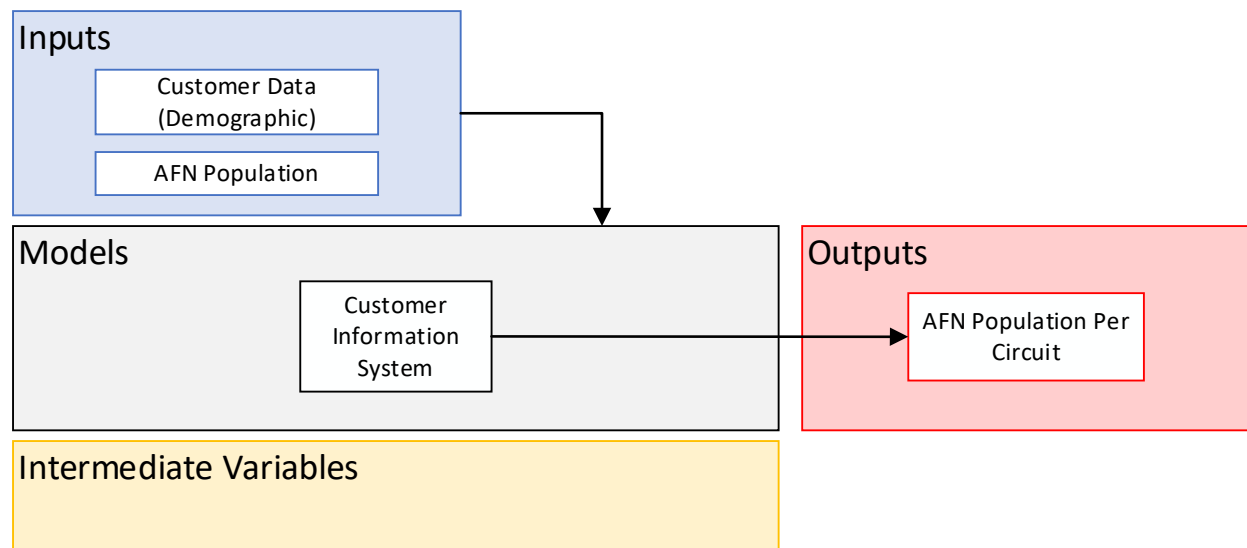 Inputs
Customer Data
(Demographic)
AFN Population
Models
Customer
Information
System
Outputs
AFN Population Per
Circuit
Intermediate Variables